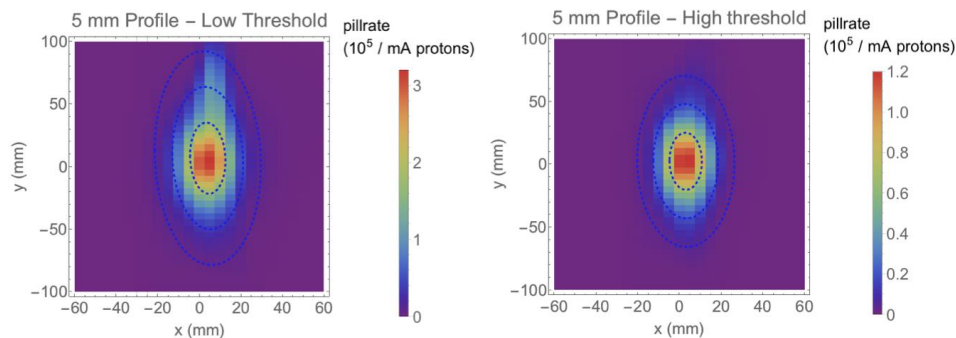 5 mm Profile – Low Threshold
pillrate
(10⁵ / mA protons)
100
50
0
−50
−100
y (mm)
−60 −40 −20 0 20 40 60
x (mm)
3
2
1
0
5 mm Profile – High threshold
pillrate
(10⁵ / mA protons)
100
50
0
−50
−100
y (mm)
−60 −40 −20 0 20 40 60
x (mm)
1.2
1.0
0.8
0.6
0.4
0.2
0